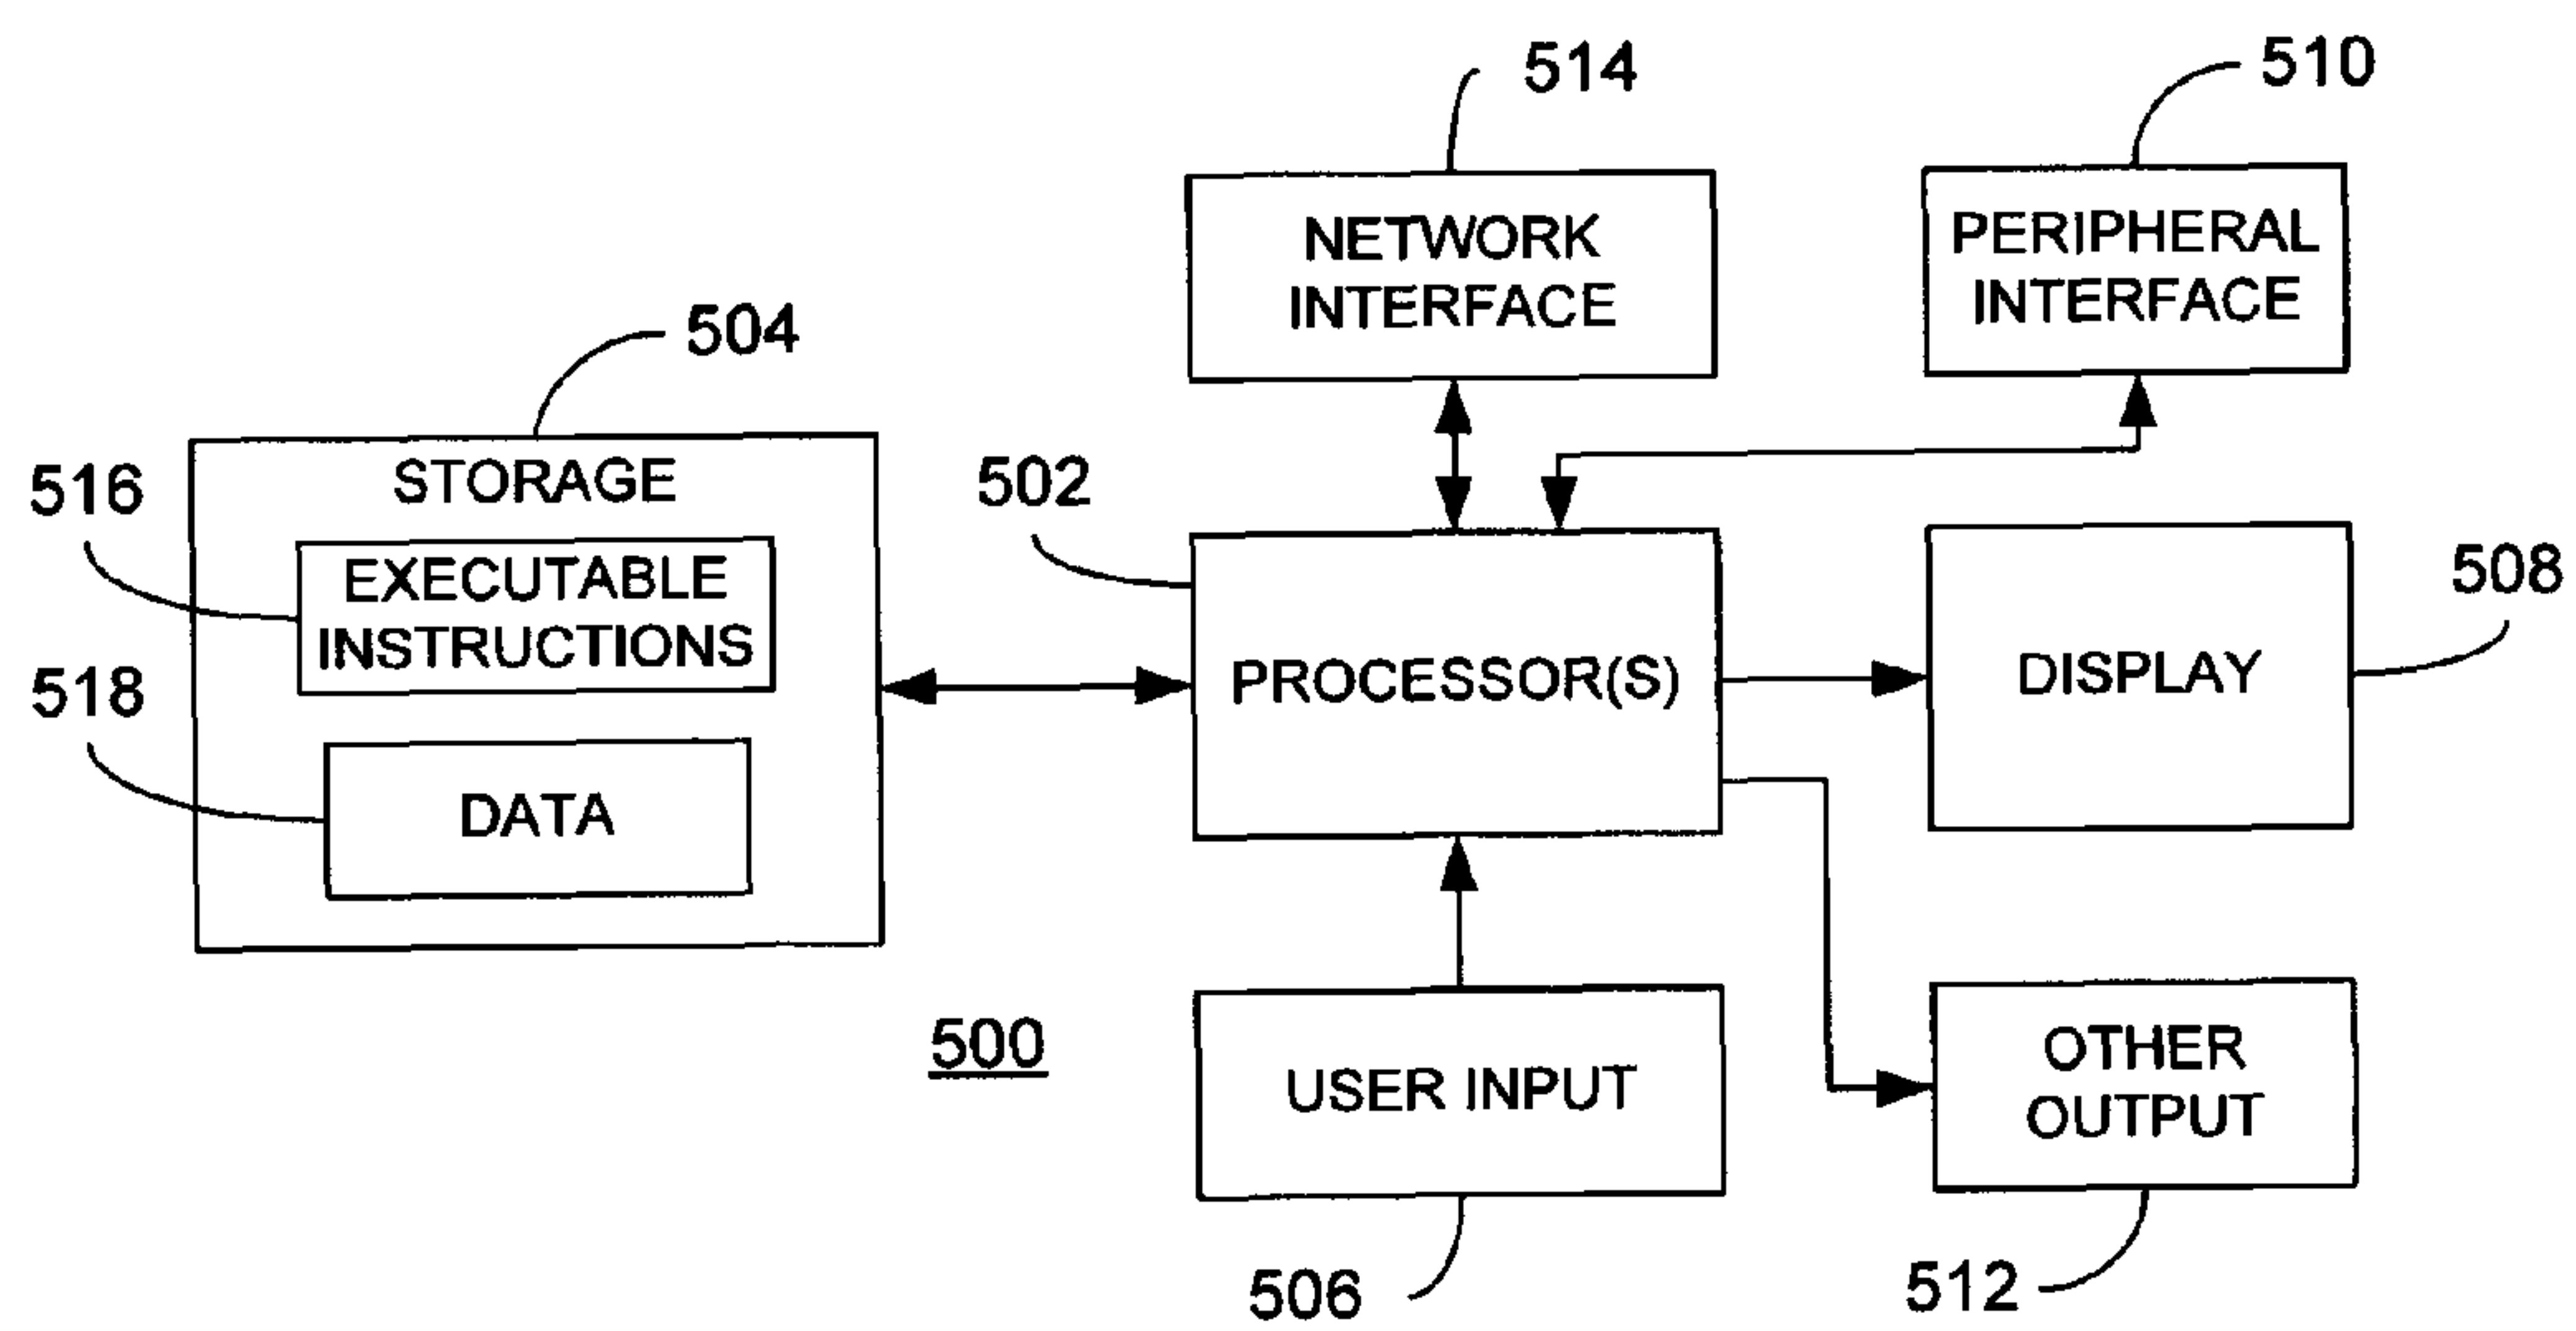 514
510
NETWORK
INTERFACE
PERIPHERAL
INTERFACE
504
STORAGE
516
EXECUTABLE
INSTRUCTIONS
518
DATA
502
PROCESSOR(S)
508
DISPLAY
500
USER INPUT
OTHER
OUTPUT
506
512